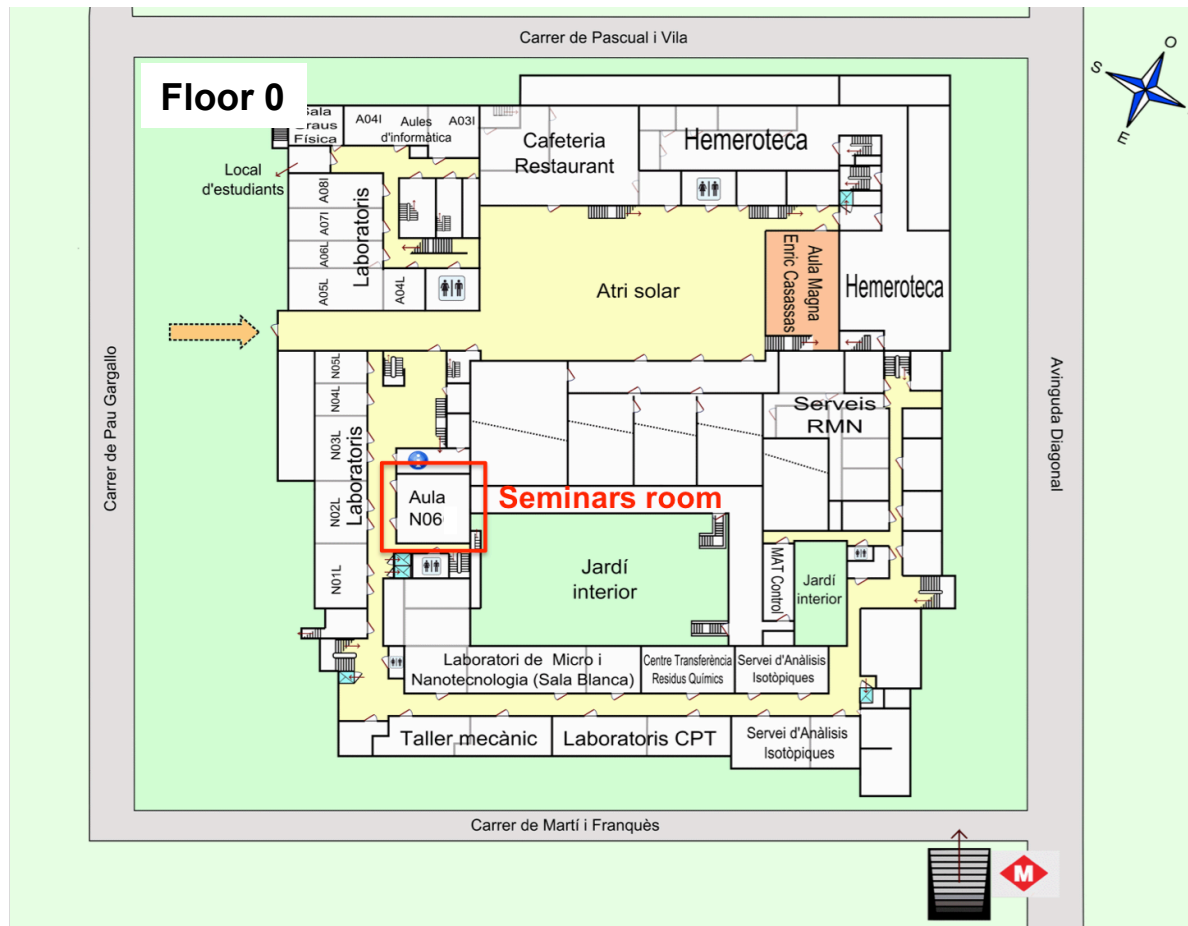 Carrer de Pascual i Vila
O
S
E
Floor 0
Sala
Graus
Física
A04I
Aules
d'informàtica
A03I
Cafeteria
Restaurant
Hemeroteca
Local
d'estudiants
A08I
A07I
A06L
A05L
Laboratoris
A04L
Atri solar
Aula Magna
Enric Casassas
Hemeroteca
Carrer de Pau Gargallo
Avinguda Diagonal
N05L
N04L
N03L
N02L
N01L
Laboratoris
Serveis
RMN
Aula
N06
Seminars room
Jardí
interior
MAT Control
Jardí
interior
Laboratori de Micro i
Nanotecnologia (Sala Blanca)
Centre Transferència
Residus Químics
Servei d'Anàlisis
Isotòpiques
Taller mecànic
Laboratoris CPT
Servei d'Anàlisis
Isotòpiques
Carrer de Martí i Franquès
M